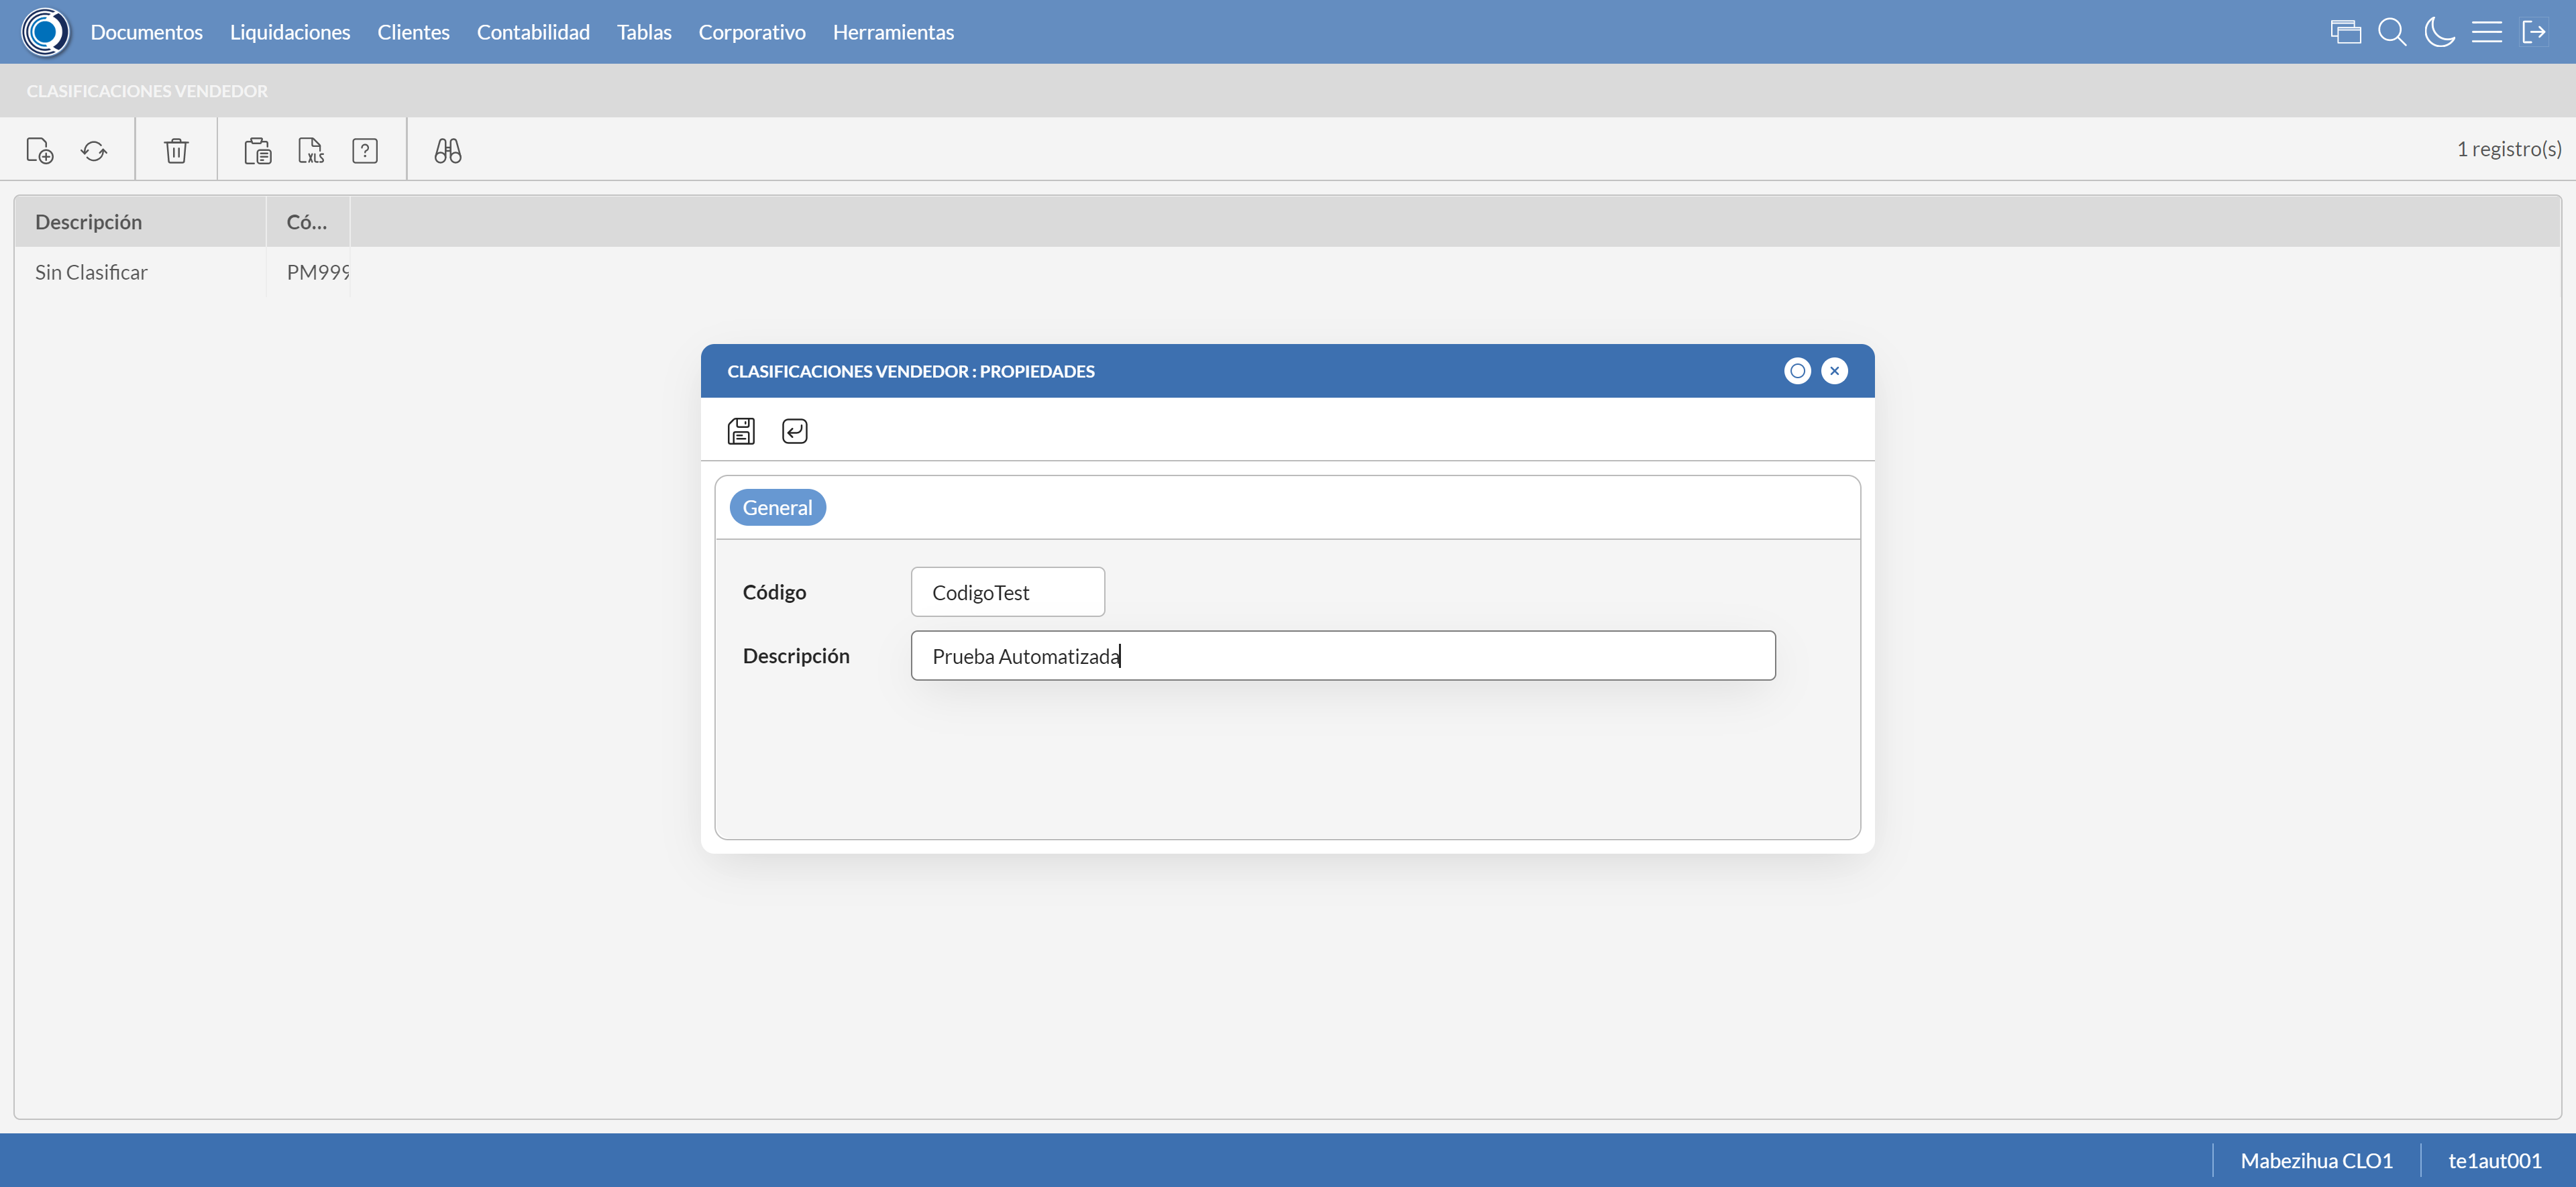 Documentos Liquidaciones Clientes Contabilidad Tablas Corporativo Herramientas
CLASIFICACIONES VENDEDOR
XLS ? 1 registro(s)
Descripción Có...
Sin Clasificar PM999
CLASIFICACIONES VENDEDOR : PROPIEDADES
General
Código CodigoTest
Descripción Prueba Automatizada
Mabezihua CLO1 te1aut001